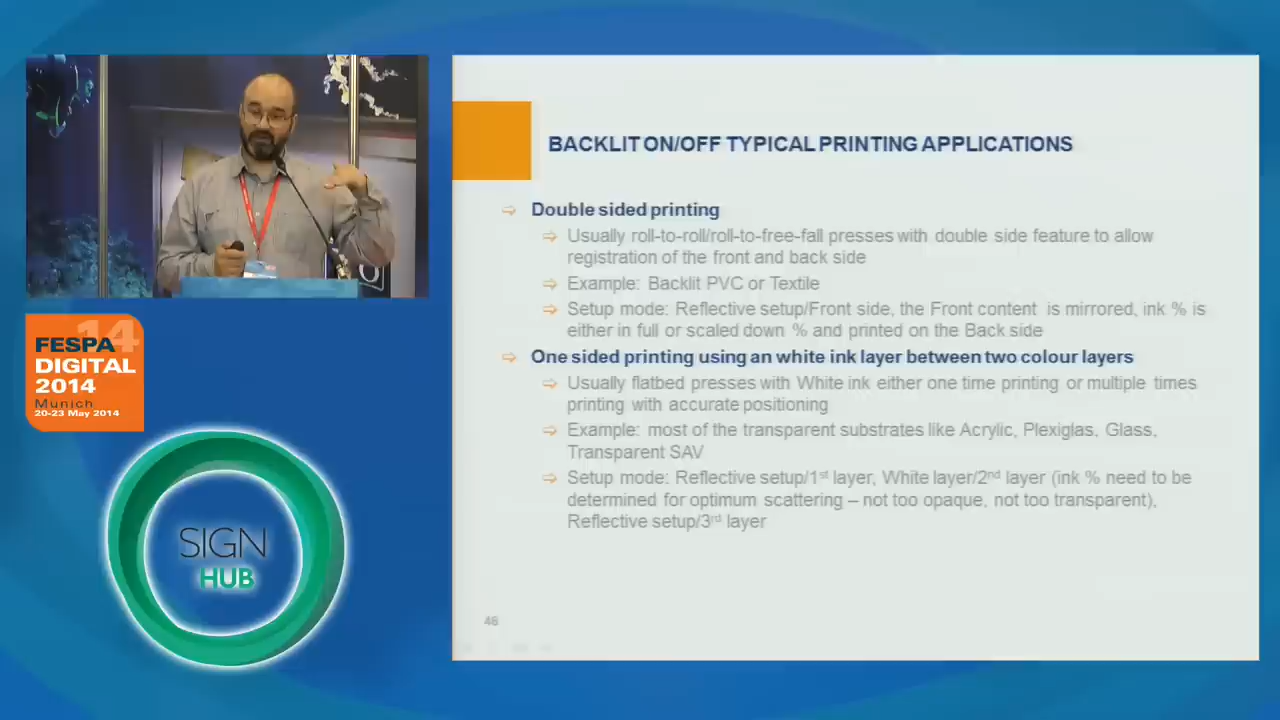 BACKLIT ON/OFF TYPICAL PRINTING APPLICATIONS
Double sided printing
Usually roll-to-roll/roll-to-free-fall presses with double side feature to allow
registration of the front and back side
Example: Backlit PVC or Textile
Setup mode: Reflective setup/Front side, the Front content is mirrored, ink % is
either in full or scaled down % and printed on the Back side
One sided printing using an white ink layer between two colour layers
Usually flatbed presses with White ink either one time printing or multiple times
printing with accurate positioning
Example: most of the transparent substrates like Acrylic, Plexiglas, Glass,
Transparent SAV
Setup mode: Reflective setup/1st layer, White layer/2nd layer (ink % need to be
determined for optimum scattering – not too opaque, not too transparent),
Reflective setup/3rd layer
46
14
FESPA
DIGITAL
2014
Munich
20-23 May 2014
SIGN
HUB